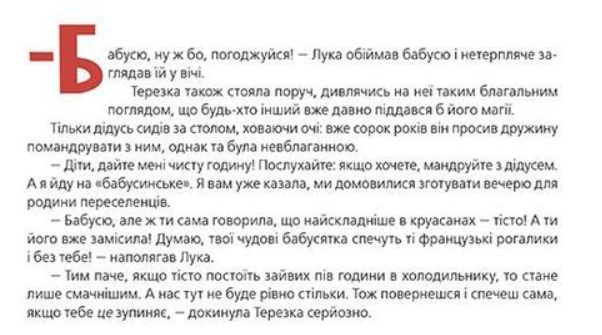 – Бабусю, ну ж бо, погоджуйся! — Лука обіймав бабусю і нетерпляче за-
глядав їй у вічі.
Терезка також стояла поруч, дивлячись на неї таким благальним
поглядом, що будь-хто інший вже давно піддався б його магії.
Тільки дідусь сидів за столом, ховаючи очі: вже сорок років він просив дружину
помандрувати з ним, однак та була невблаганною.
— Діти, дайте мені чисту годину! Послухайте: якщо хочете, мандруйте з дідусем.
А я йду на «бабусинське». Я вам уже казала, ми домовилися зготувати вечерю для
родини переселенців.
— Бабусю, але ж ти сама говорила, що найскладніше в круасанах — тісто! А ти
його вже замісила! Думаю, твої чудові бабусятка спечуть ті французькі рогалики
і без тебе! — наполягав Лука.
— Тим паче, якщо тісто постоїть зайвих пів години в холодильнику, то стане
лише смачнішим. А нас тут не буде рівно стільки. Тож повернешся і спечеш сама,
якщо тебе це зупиняє, — докинула Терезка серйозно.